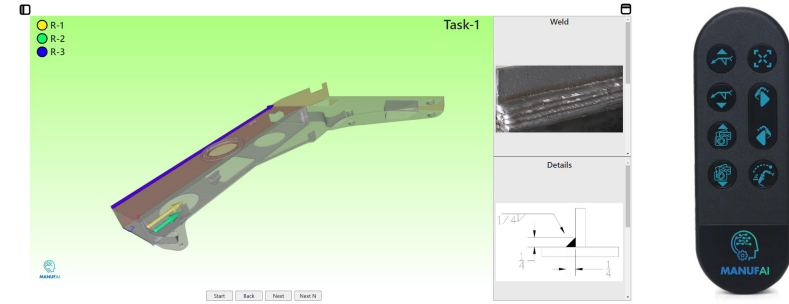 Task-1
R-1
R-2
R-3
MANUFAI
Start
Back
Next
Next N
Weld
Details
1/4
1
4
1
4
MANUFAI